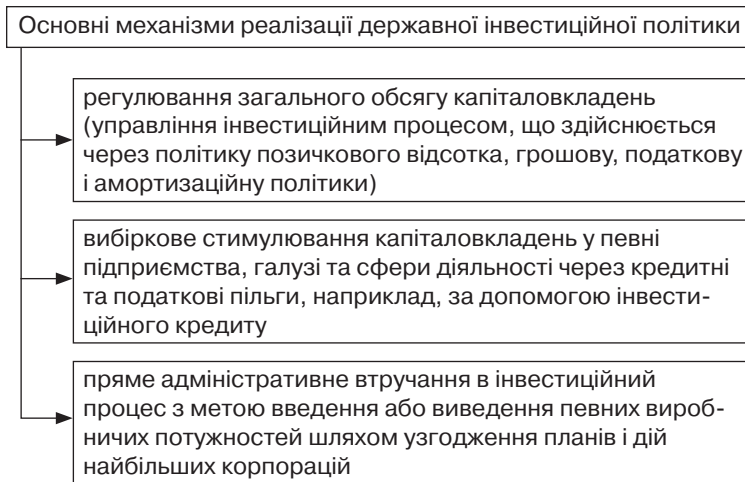 Основні механізми реалізації державної інвестиційної політики
регулювання загального обсягу капіталовкладень
(управління інвестиційним процесом, що здійснюється
через політику позичкового відсотка, грошову, податкову
і амортизаційну політики)
вибіркове стимулювання капіталовкладень у певні
підприємства, галузі та сфери діяльності через кредитні
та податкові пільги, наприклад, за допомогою інвести-
ційного кредиту
пряме адміністративне втручання в інвестиційний
процес з метою введення або виведення певних вироб-
ничих потужностей шляхом узгодження планів і дій
найбільших корпорацій